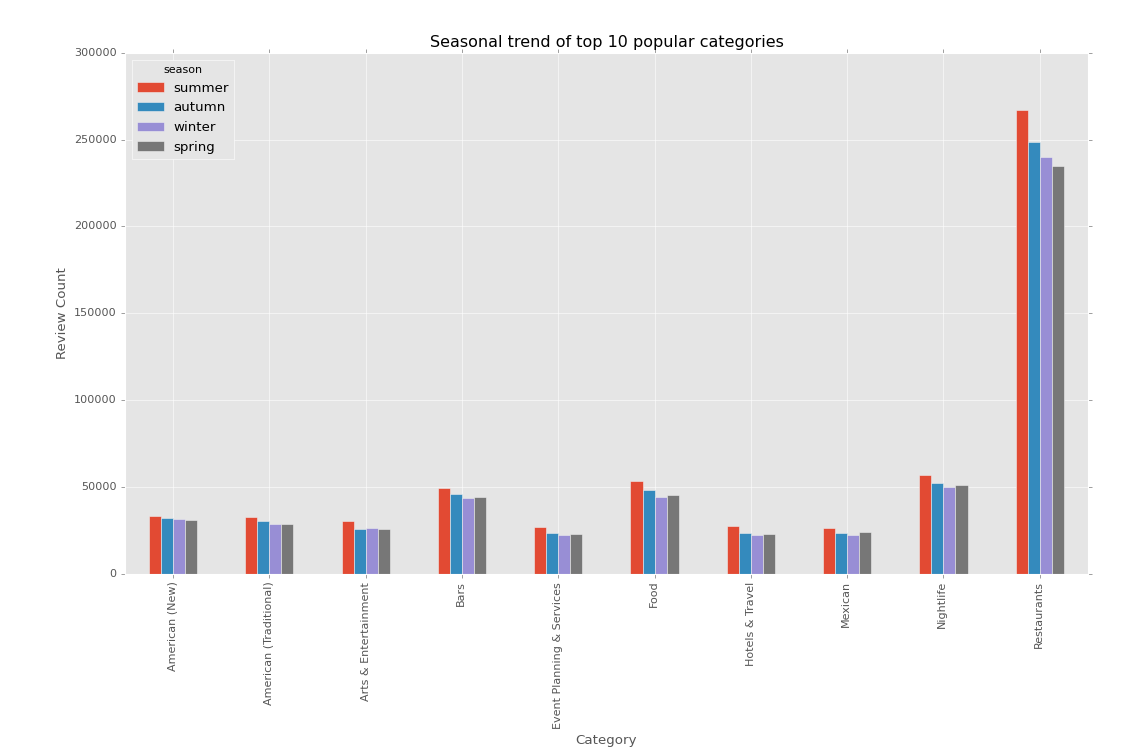 Seasonal trend of top 10 popular categories
season
summer
autumn
winter
spring
300000
250000
200000
150000
100000
50000
0
Review Count
American (New)
American (Traditional)
Arts & Entertainment
Bars
Event Planning & Services
Food
Hotels & Travel
Mexican
Nightlife
Restaurants
Category